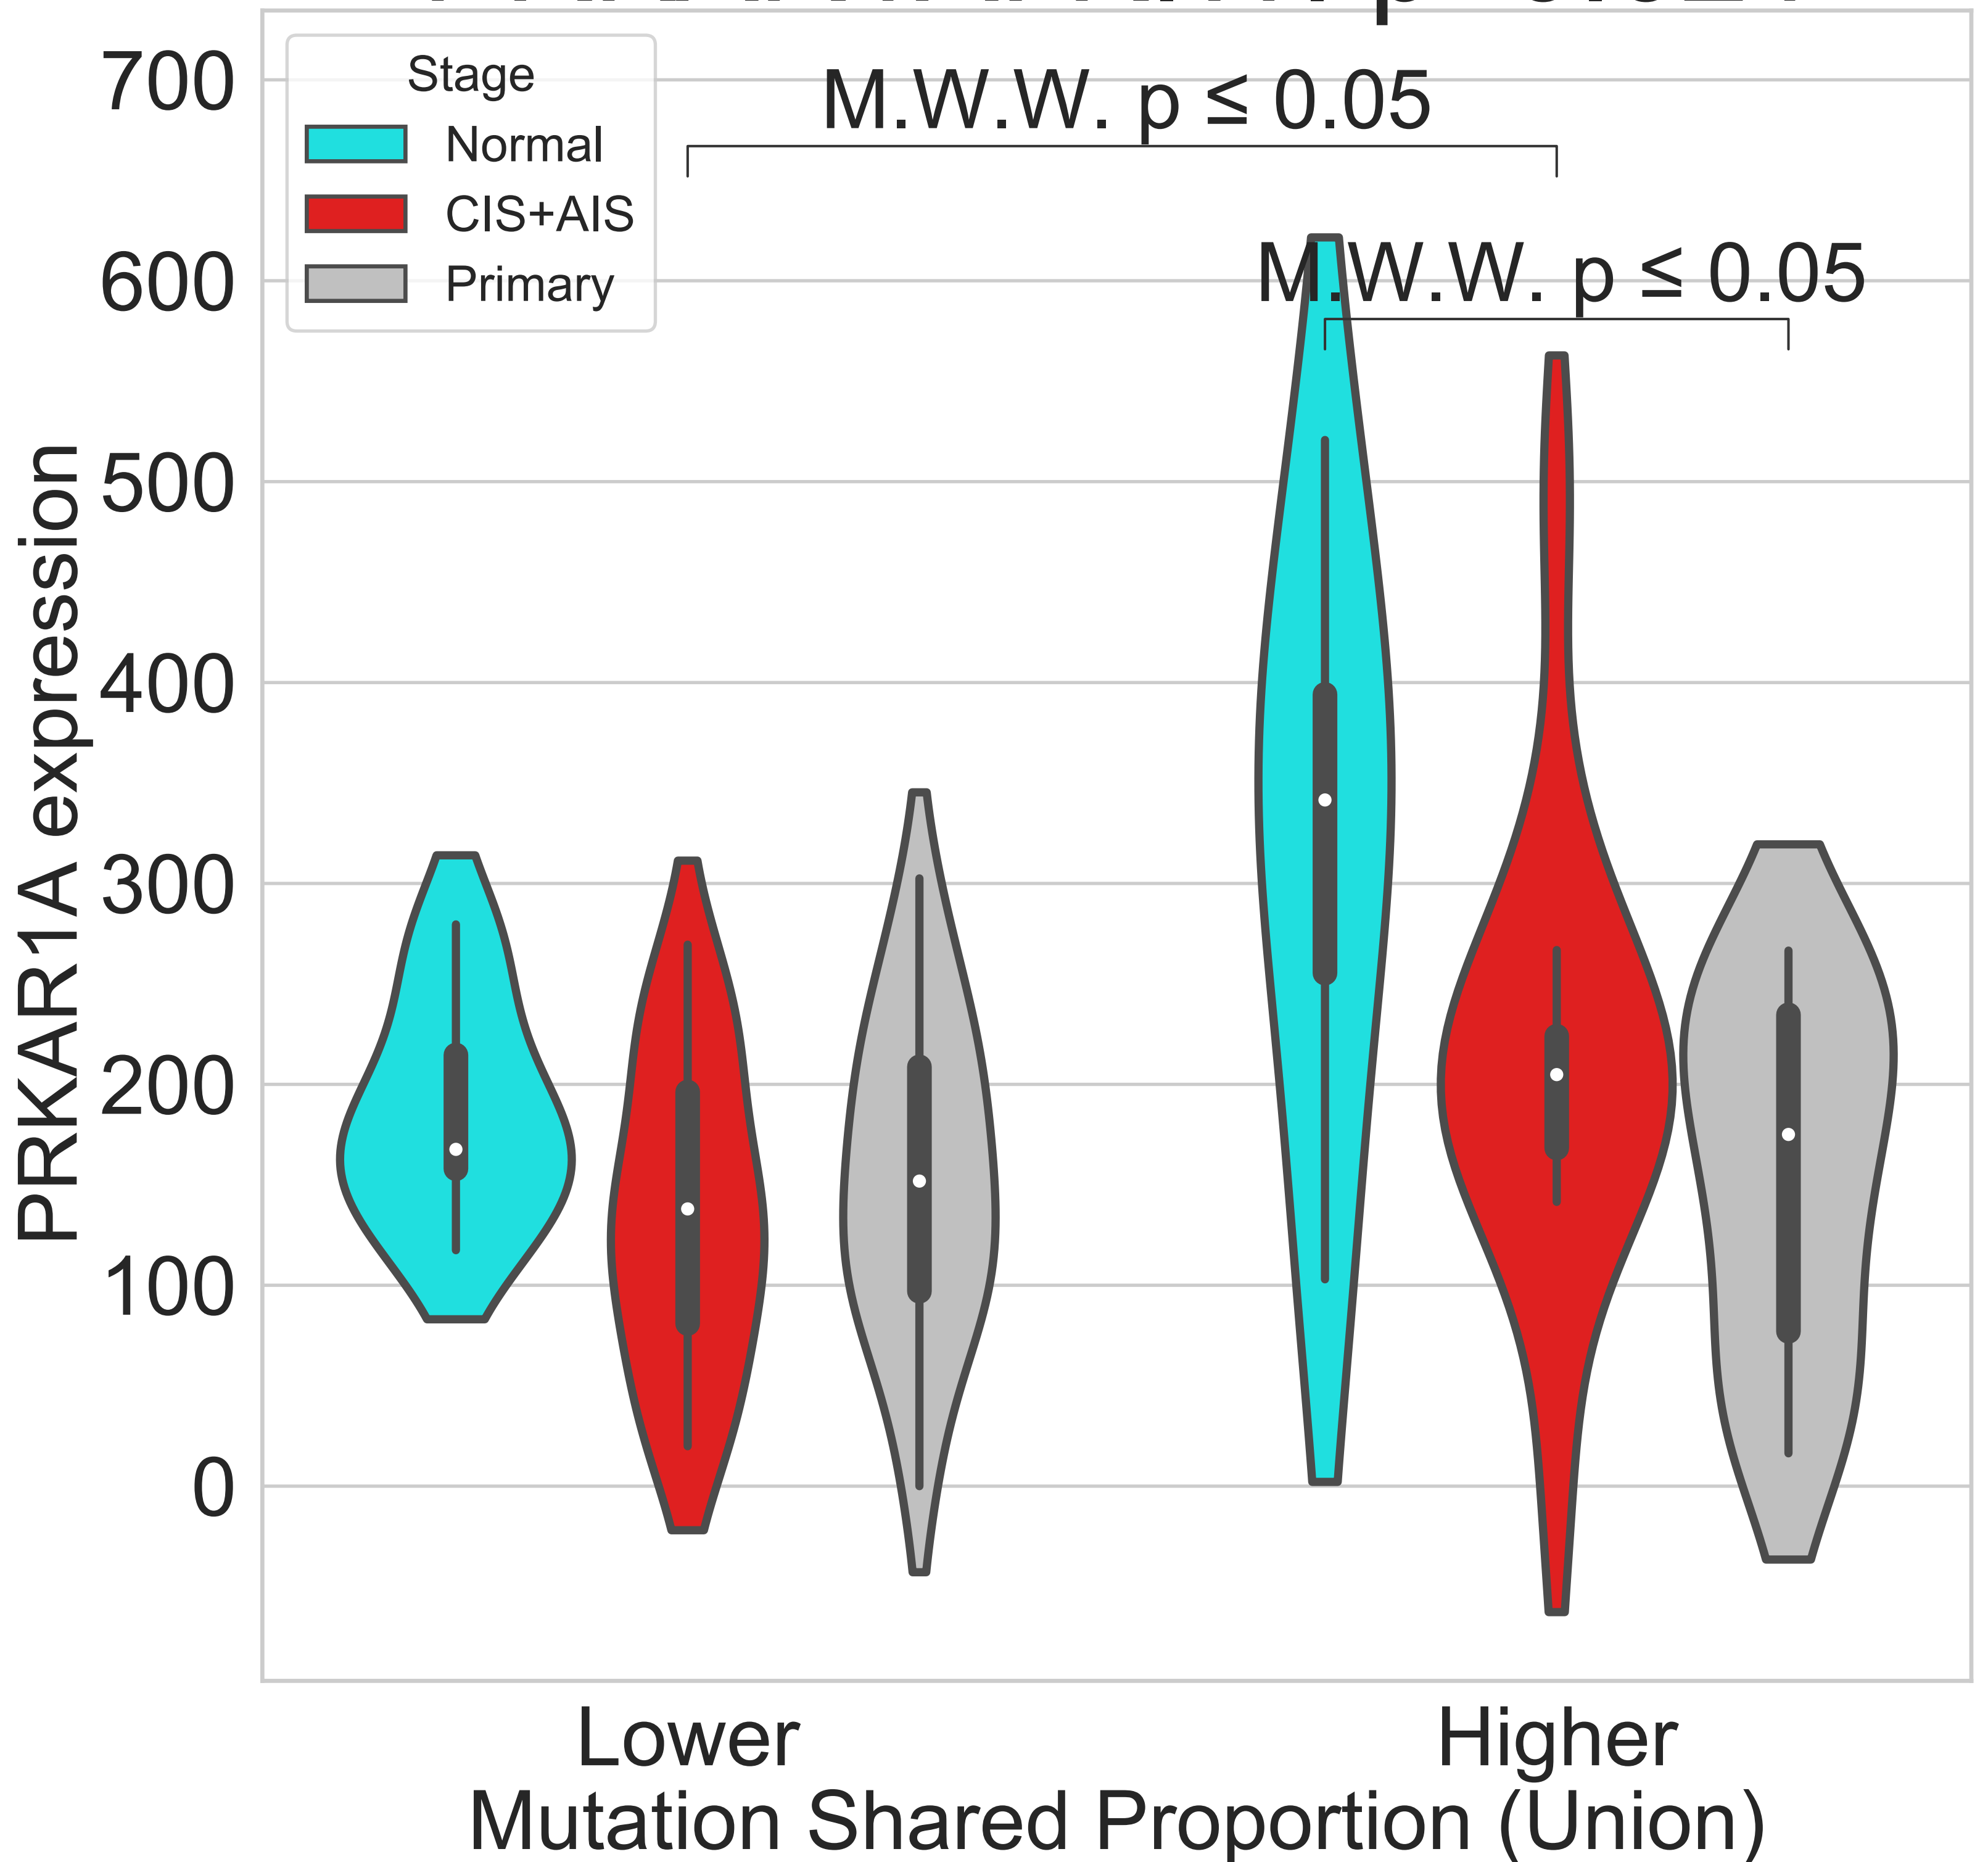 700
600
500
400
300
200
100
0
PRKAR1A expression
Stage
Normal
CIS+AIS
Primary
M.W.W. p ≤ 0.05
M.W.W. p ≤ 0.05
Lower
Higher
Mutation Shared Proportion (Union)